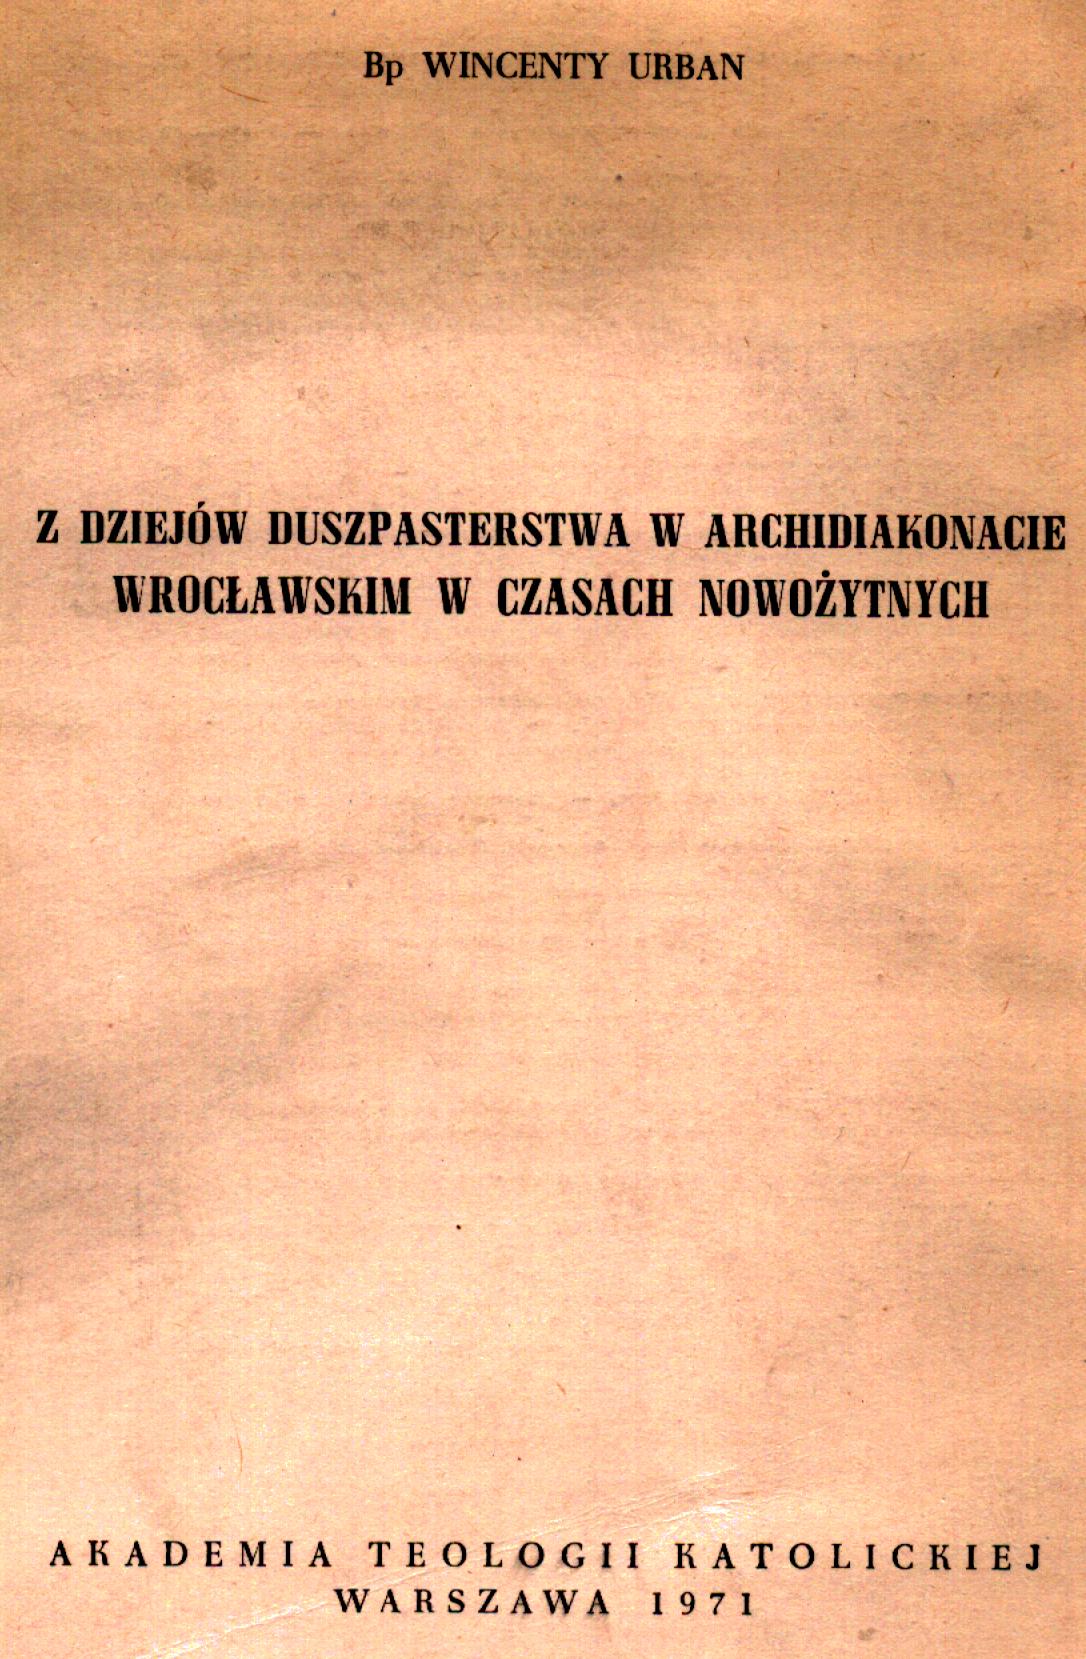 Bp WINCENTY URBAN
Z DZIEJÓW DUSZPASTERSTWA W ARCHIDIAKONACIE
WROCŁAWSKIM W CZASACH NOWOŻYTNYCH
AKADEMIA TEOLOGII KATOLICKIEJ
WARSZAWA 1971